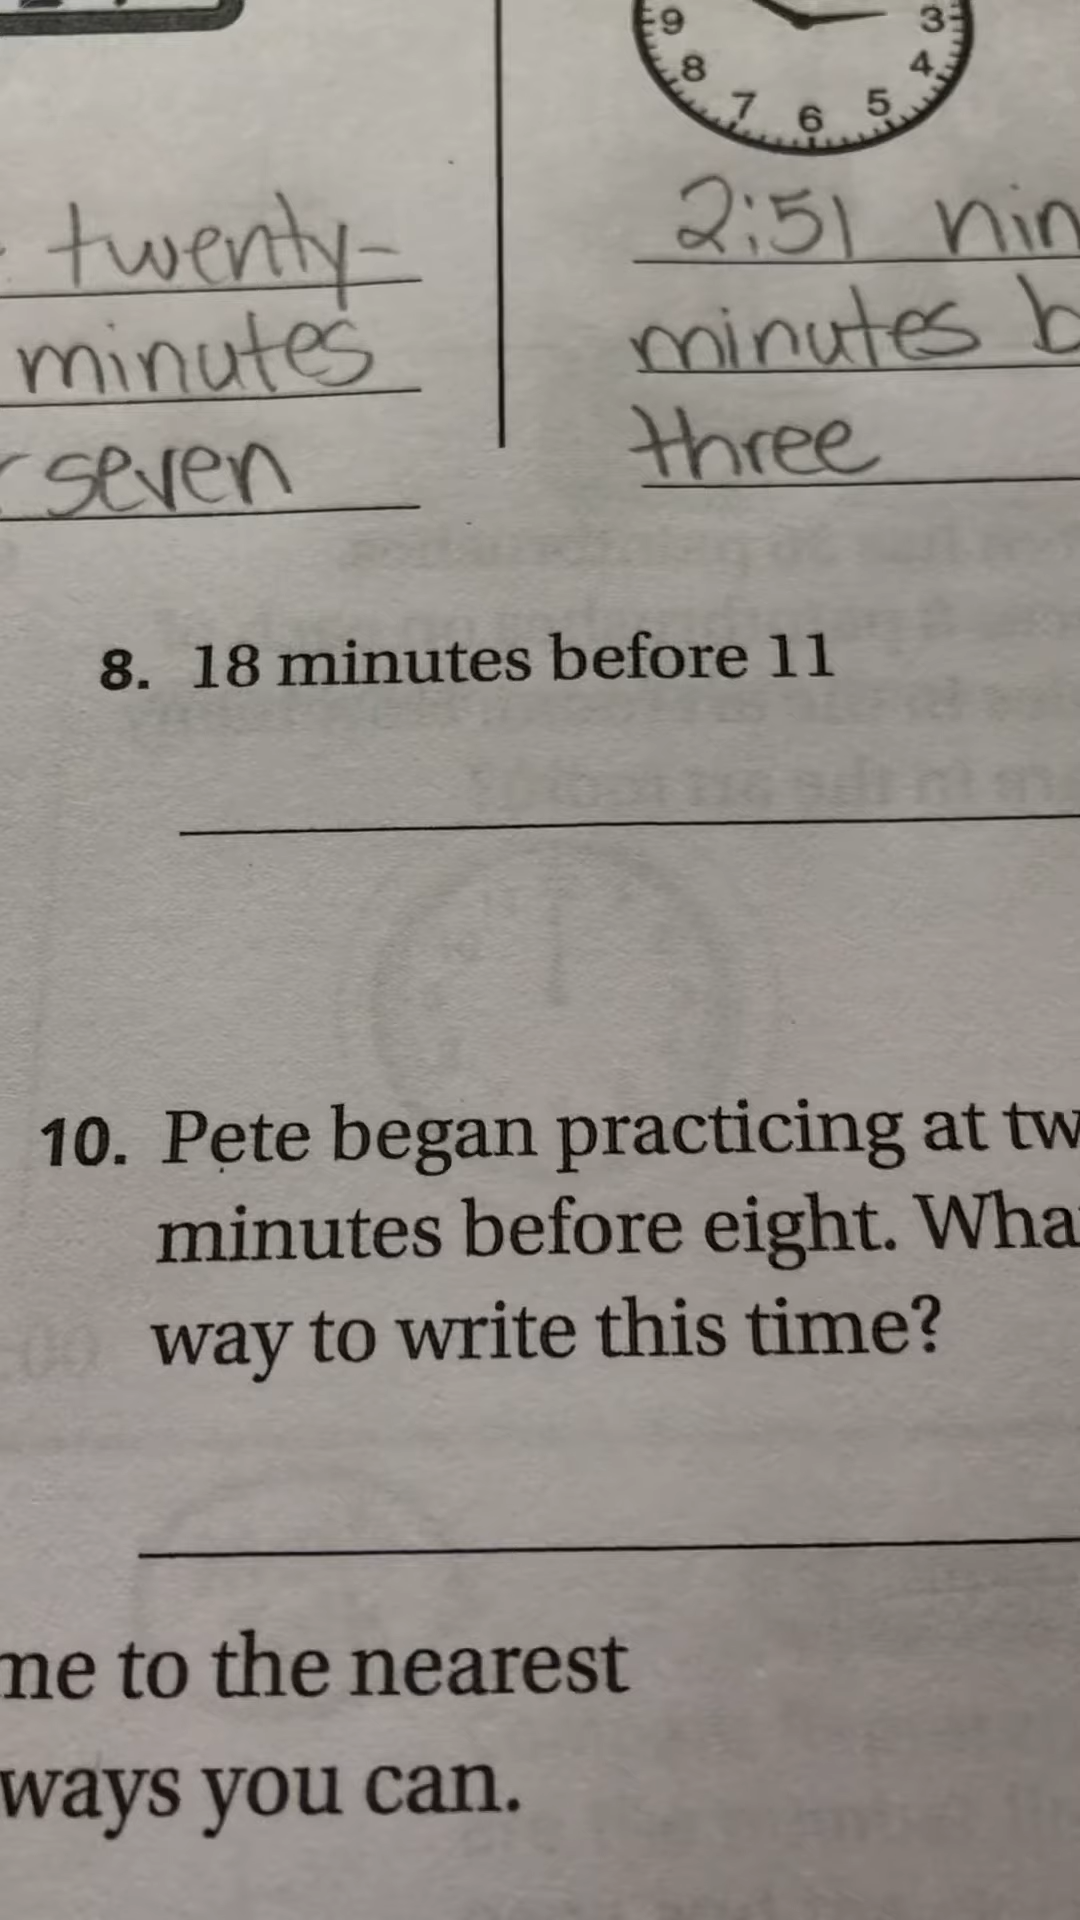 9 3
8 4
7 6 5
twenty-
minutes
seven
2:51 nin
minutes b
three
8. 18 minutes before 11
10. Pete began practicing at tw
minutes before eight. Wha
way to write this time?
me to the nearest
ways you can.